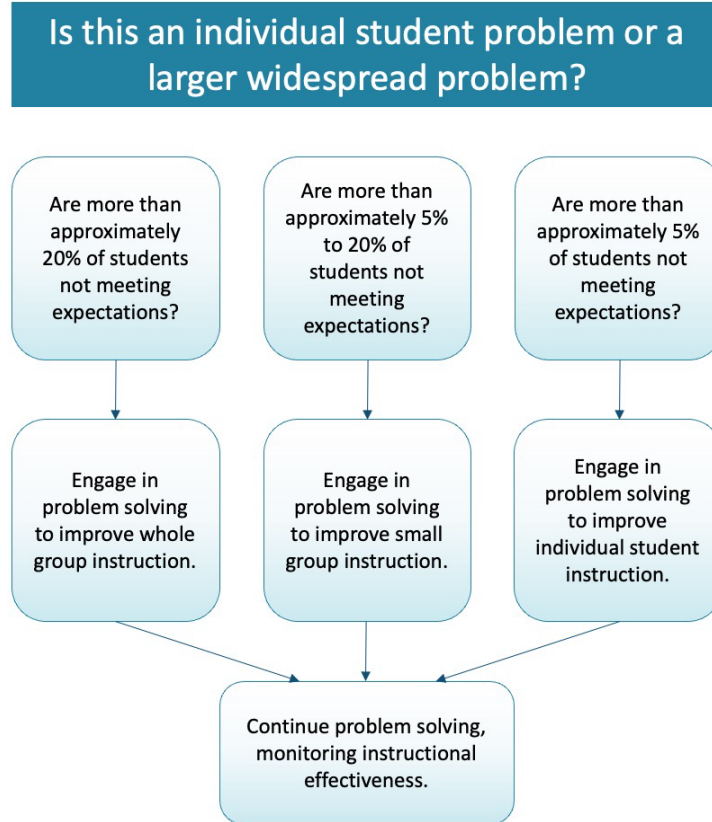 Is this an individual student problem or a
larger widespread problem?
Are more than
approximately
20% of students
not meeting
expectations?
Are more than
approximately 5%
to 20% of
students not
meeting
expectations?
Are more than
approximately 5%
of students not
meeting
expectations?
Engage in
problem solving
to improve whole
group instruction.
Engage in
problem solving
to improve small
group instruction.
Engage in
problem solving
to improve
individual student
instruction.
Continue problem solving,
monitoring instructional
effectiveness.